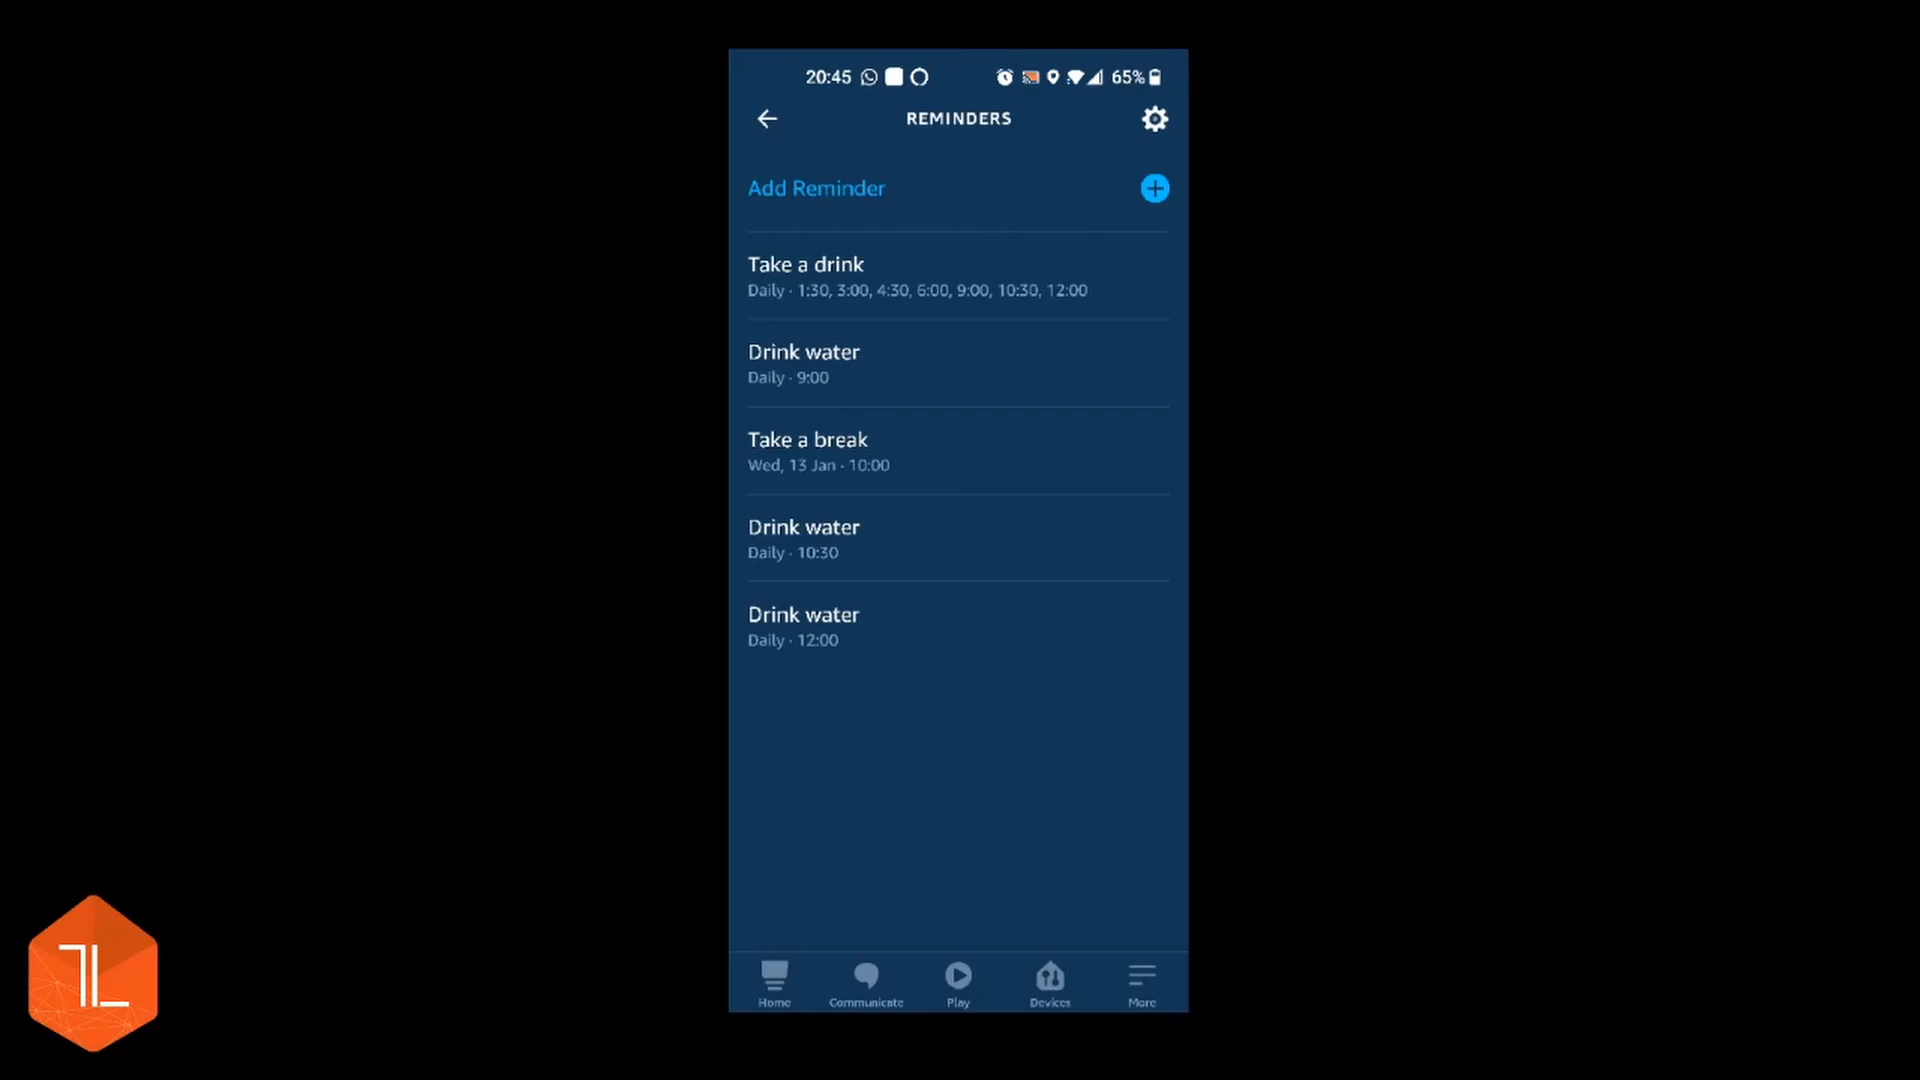 20:45 65%
REMINDERS
Add Reminder
Take a drink
Daily · 1:30, 3:00, 4:30, 6:00, 9:00, 10:30, 12:00
Drink water
Daily · 9:00
Take a break
Wed, 13 Jan · 10:00
Drink water
Daily · 10:30
Drink water
Daily · 12:00
Home Communicate Play Devices More
TL